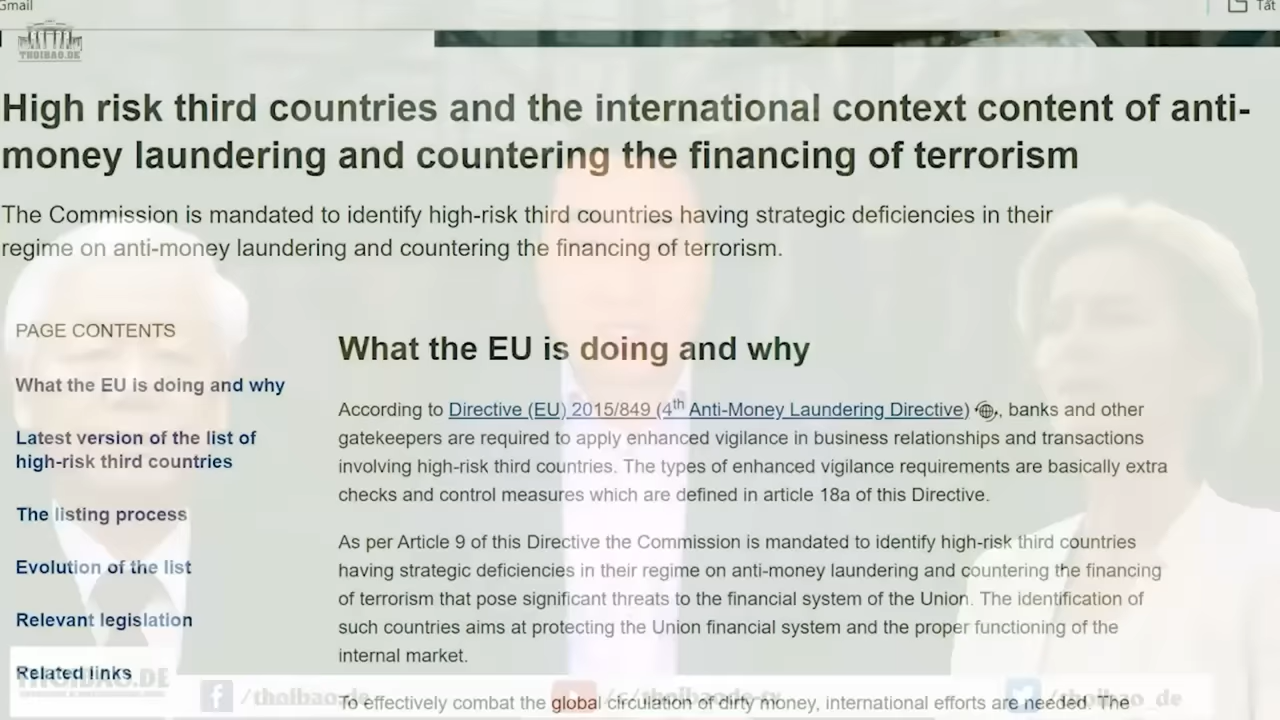 Gmail
Tất
THOIBAO.DE
High risk third countries and the international context content of anti-
money laundering and countering the financing of terrorism
The Commission is mandated to identify high-risk third countries having strategic deficiencies in their
regime on anti-money laundering and countering the financing of terrorism.
PAGE CONTENTS
What the EU is doing and why
Latest version of the list of
high-risk third countries
The listing process
Evolution of the list
Relevant legislation
Related links
What the EU is doing and why
According to Directive (EU) 2015/849 (4th Anti-Money Laundering Directive) , banks and other
gatekeepers are required to apply enhanced vigilance in business relationships and transactions
involving high-risk third countries. The types of enhanced vigilance requirements are basically extra
checks and control measures which are defined in article 18a of this Directive.
As per Article 9 of this Directive the Commission is mandated to identify high-risk third countries
having strategic deficiencies in their regime on anti-money laundering and countering the financing
of terrorism that pose significant threats to the financial system of the Union. The identification of
such countries aims at protecting the Union financial system and the proper functioning of the
internal market.
To effectively combat the global circulation of dirty money, international efforts are needed. The
THOIBAO.DE
/thoibao.de
/thoibao_de